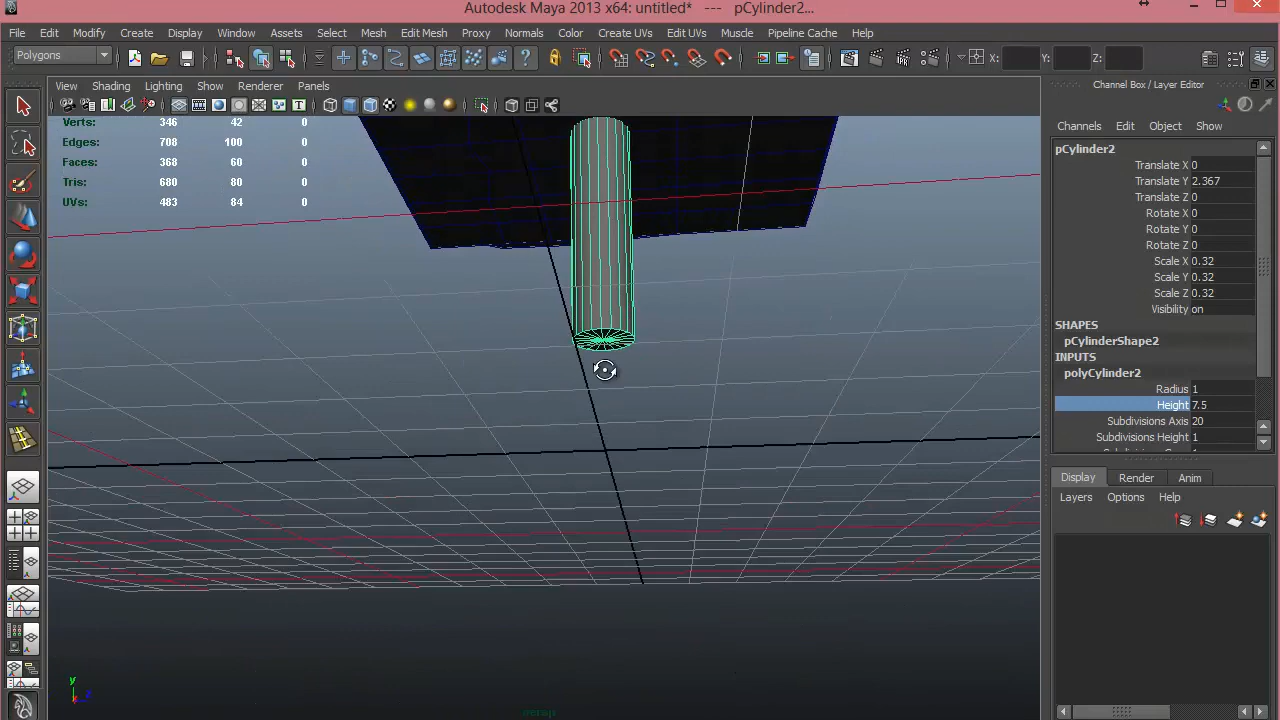 Autodesk Maya 2013 x64: untitled* --- pCylinder2...
File Edit Modify Create Display Window Assets Select Mesh Edit Mesh Proxy Normals Color Create UVs Edit UVs Muscle Pipeline Cache Help
Polygons X: Y: Z:
View Shading Lighting Show Renderer Panels
Channel Box / Layer Editor
Verts: 346 42 0
Edges: 708 100 0
Faces: 368 60 0
Tris: 680 80 0
UVs: 483 84 0
Channels Edit Object Show
pCylinder2
Translate X 0
Translate Y 2.367
Translate Z 0
Rotate X 0
Rotate Y 0
Rotate Z 0
Scale X 0.32
Scale Y 0.32
Scale Z 0.32
Visibility on
SHAPES
pCylinderShape2
INPUTS
polyCylinder2
Radius 1
Height 7.5
Subdivisions Axis 20
Subdivisions Height 1
Display Render Anim
Layers Options Help
y
z
persp